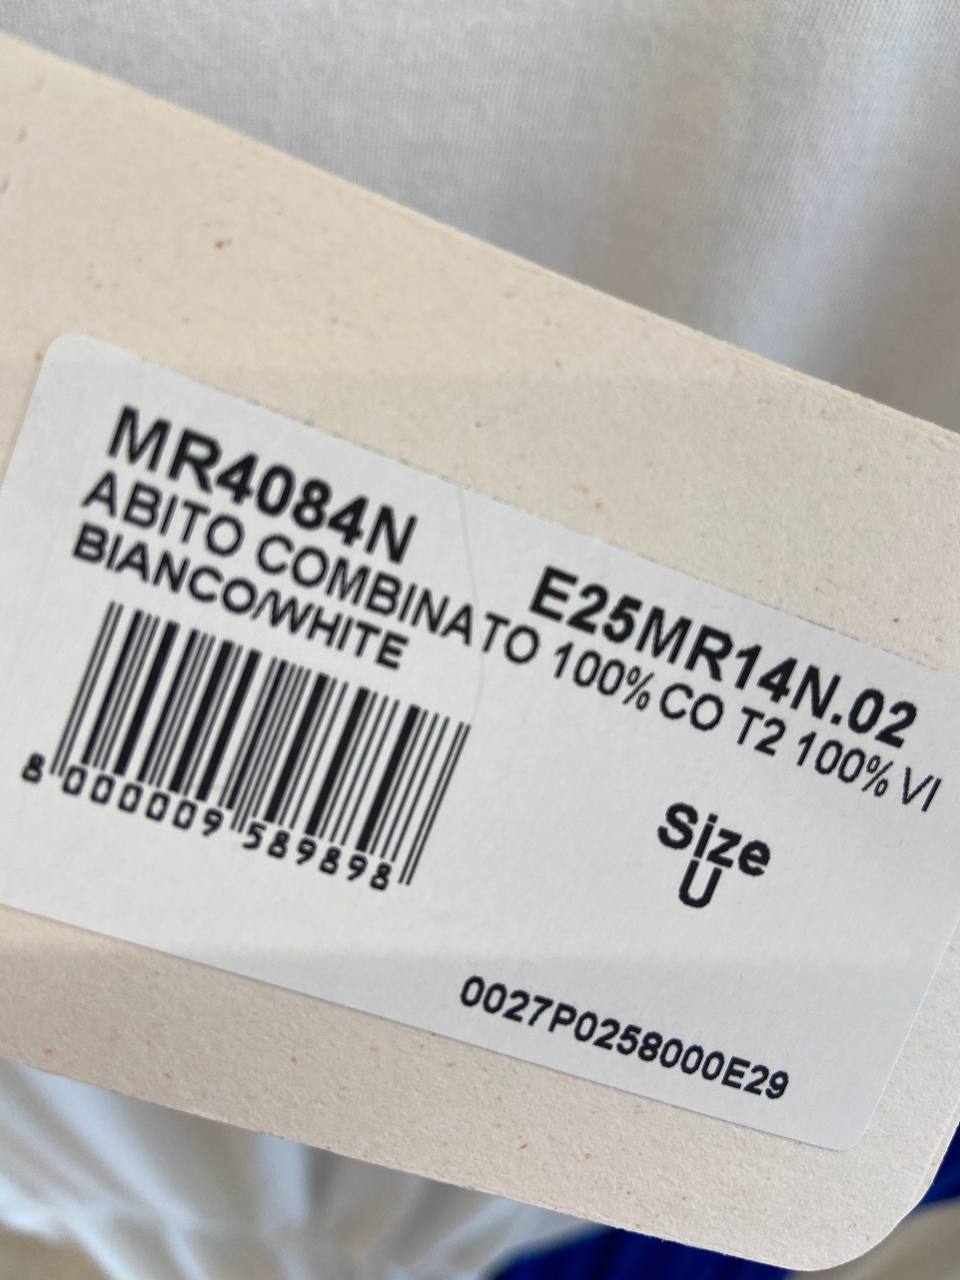 MR4084N
E25MR14N.02
ABITO COMBINATO 100% CO T2 100% VI
BIANCO/WHITE
8 000009 589898
Size
U
0027P0258000E29